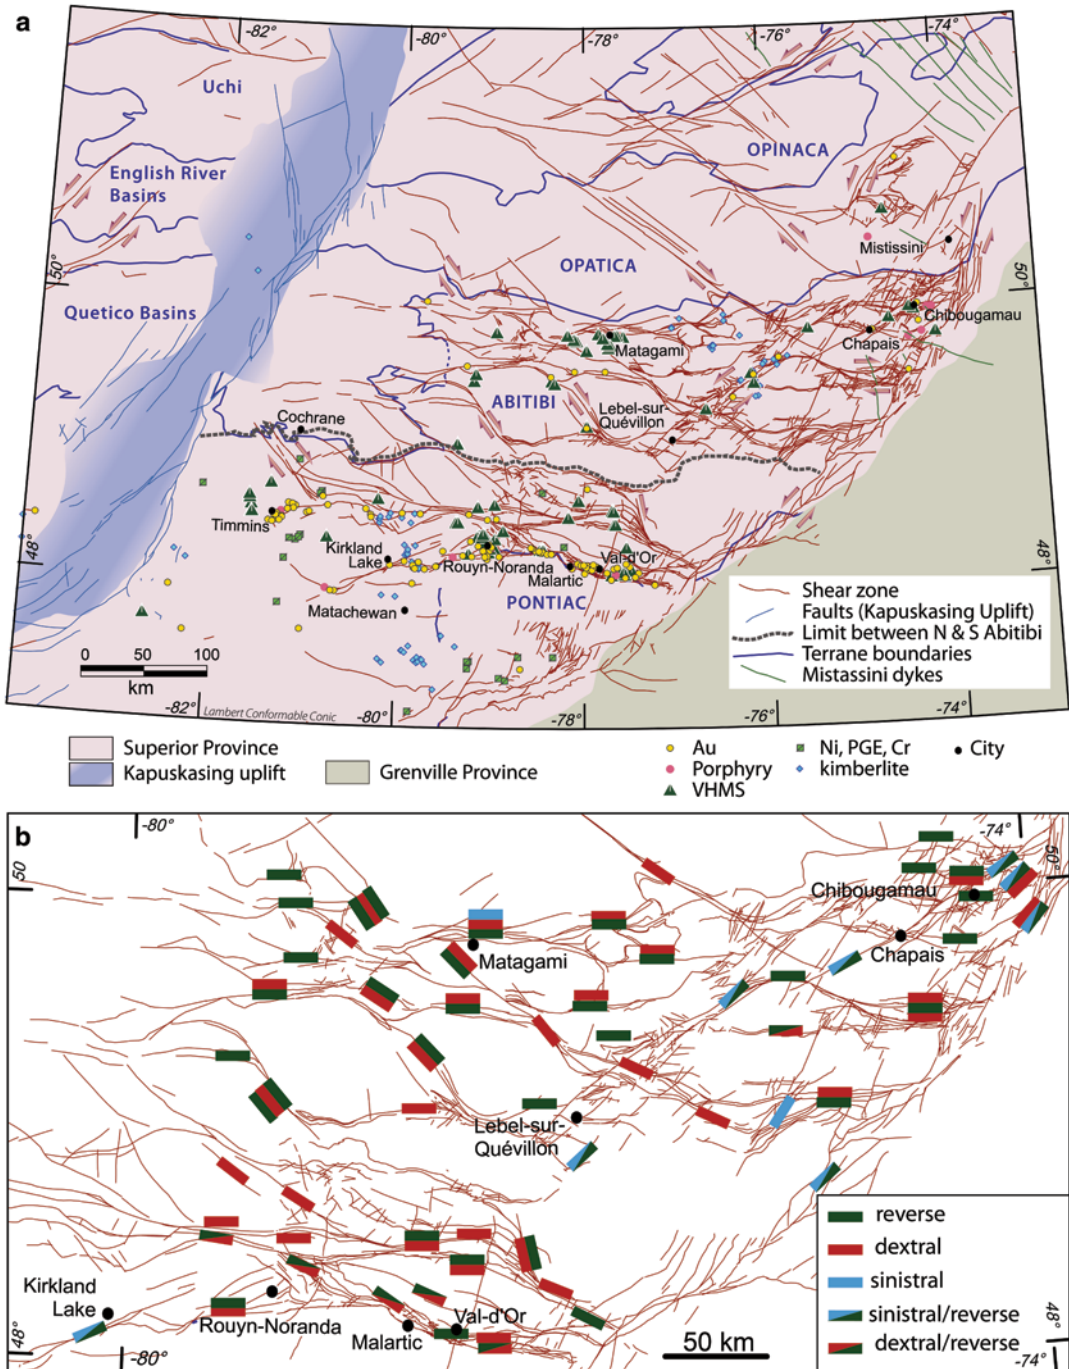 a
-82°
-80°
-78°
-76°
-74°
Uchi
OPINACA
English River
Basins
Mistissini
50°
OPATICA
50°
Quetico Basins
Chibougamau
Chapais
Matagami
ABITIBI
Lebel-sur-
Quévillon
Cochrane
Timmins
48°
Kirkland
Lake
Rouyn-Noranda
Val-d'Or
Malartic
48°
PONTIAC
Matachewan
Shear zone
Faults (Kapuskasing Uplift)
Limit between N & S Abitibi
Terrane boundaries
Mistassini dykes
0 50 100
km
-82°
Lambert Conformable Conic
-80°
-78°
-76°
-74°
Superior Province
Kapuskasing uplift
Grenville Province
Au
Porphyry
VHMS
Ni, PGE, Cr
kimberlite
City
b
-80°
-74°
50
50°
Chibougamau
Chapais
Matagami
Lebel-sur-
Quévillon
Kirkland
Lake
Rouyn-Noranda
Malartic
Val-d'Or
50 km
48°
-80°
48°
-74°
reverse
dextral
sinistral
sinistral/reverse
dextral/reverse